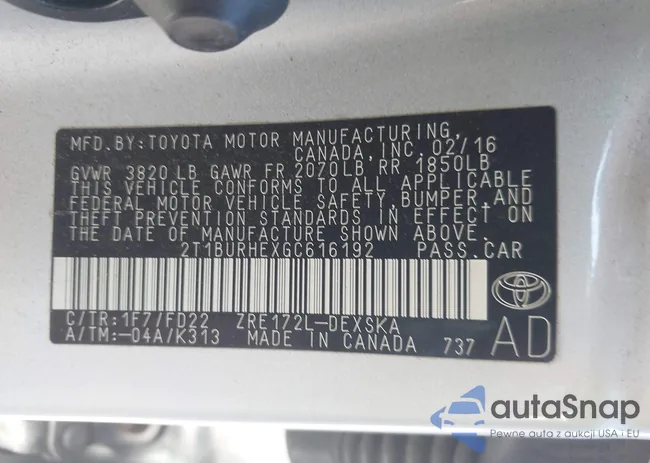 MFD.BY:TOYOTA MOTOR MANUFACTURING,
CANADA,INC. 02/16
GVWR 3820 LB GAWR FR 2070LB RR 1850LB
THIS VEHICLE CONFORMS TO ALL APPLICABLE
FEDERAL MOTOR VEHICLE SAFETY, BUMPER, AND
THEFT PREVENTION STANDARDS IN EFFECT ON
THE DATE OF MANUFACTURE SHOWN ABOVE.
2T1BURHEXGC616192 PASS.CAR
C/TR:1F7/FD22 ZRE172L-DEXSKA
A/TM:-04A/K313 MADE IN CANADA 737 AD
autaSnap
Pewne auta z aukcji USA i EU